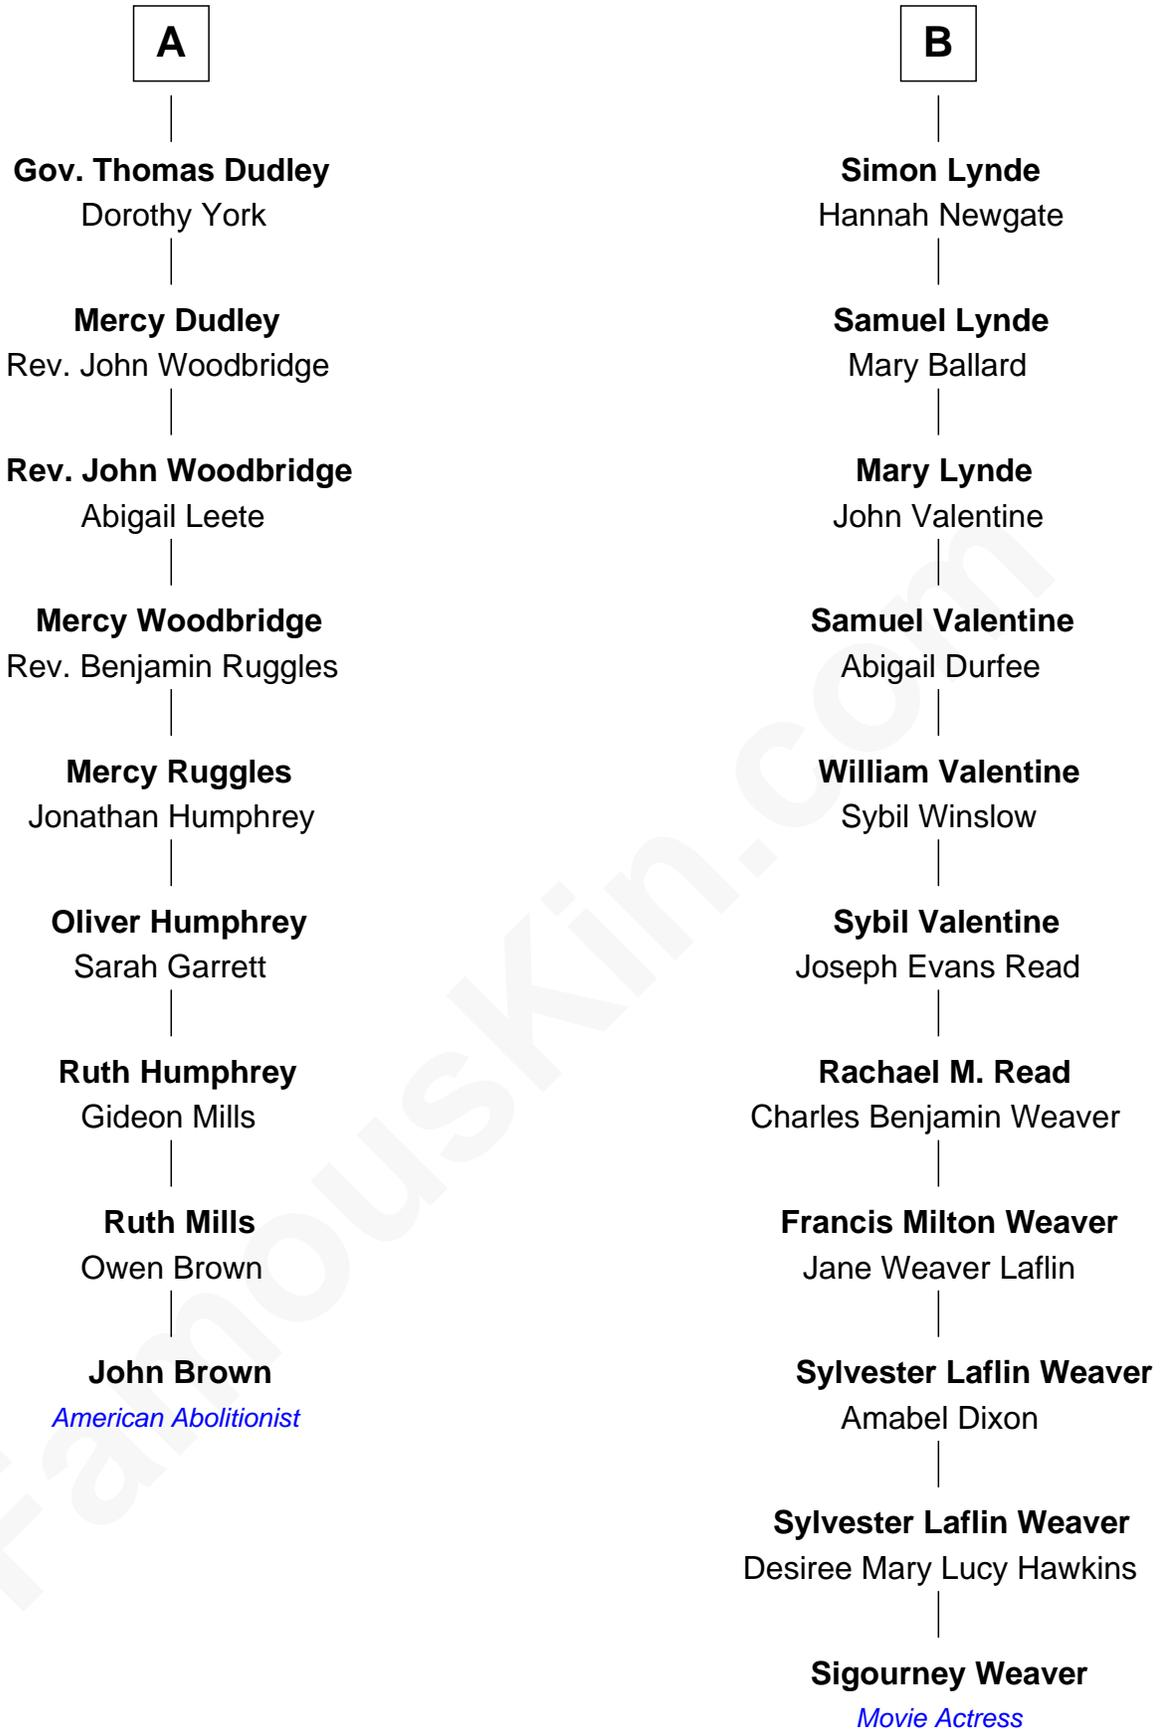 A
Gov. Thomas Dudley
Dorothy York
Mercy Dudley
Rev. John Woodbridge
Rev. John Woodbridge
Abigail Leete
Mercy Woodbridge
Rev. Benjamin Ruggles
Mercy Ruggles
Jonathan Humphrey
Oliver Humphrey
Sarah Garrett
Ruth Humphrey
Gideon Mills
Ruth Mills
Owen Brown
John Brown
American Abolitionist
B
Simon Lynde
Hannah Newgate
Samuel Lynde
Mary Ballard
Mary Lynde
John Valentine
Samuel Valentine
Abigail Durfee
William Valentine
Sybil Winslow
Sybil Valentine
Joseph Evans Read
Rachael M. Read
Charles Benjamin Weaver
Francis Milton Weaver
Jane Weaver Laflin
Sylvester Laflin Weaver
Amabel Dixon
Sylvester Laflin Weaver
Desiree Mary Lucy Hawkins
Sigourney Weaver
Movie Actress
FamousKin.com